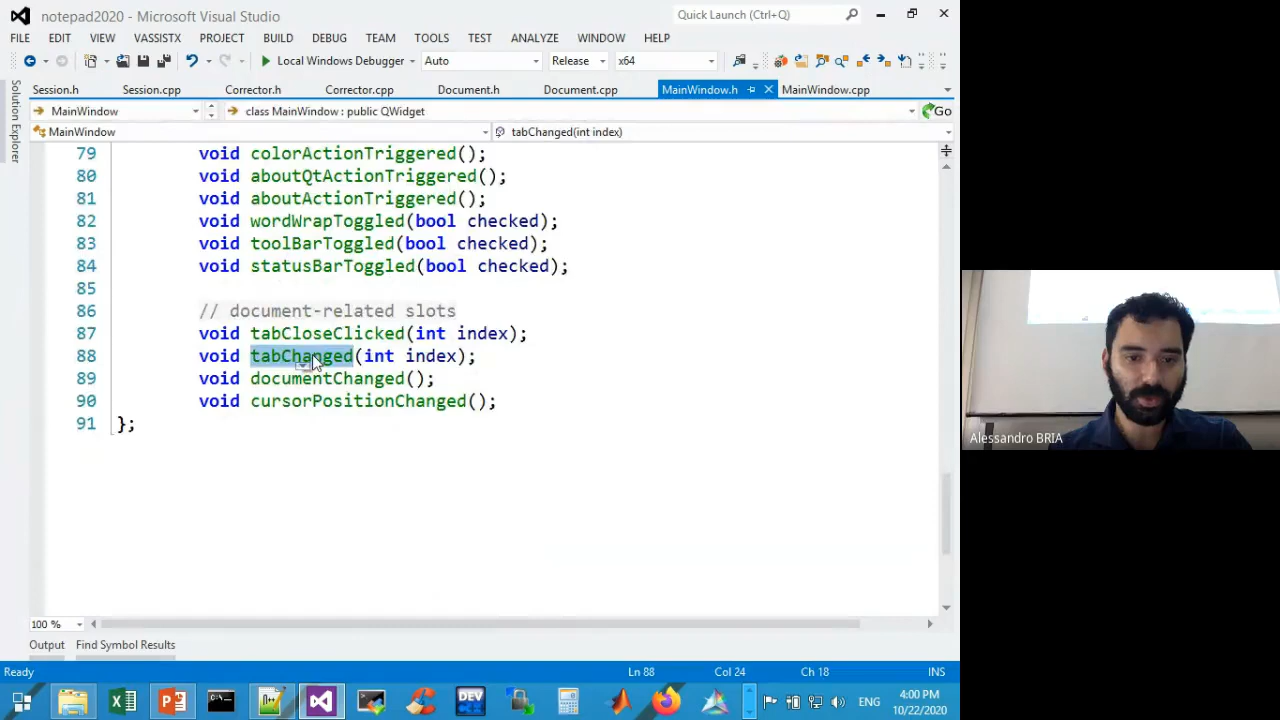 notepad2020 - Microsoft Visual Studio
Quick Launch (Ctrl+Q)
FILE EDIT VIEW VASSISTX PROJECT BUILD DEBUG TEAM TOOLS TEST ANALYZE WINDOW HELP
Local Windows Debugger Auto Release x64
Session.h Session.cpp Corrector.h Corrector.cpp Document.h Document.cpp MainWindow.h MainWindow.cpp
MainWindow class MainWindow : public QWidget Go
MainWindow tabChanged(int index)
Solution Explorer
79 void colorActionTriggered();
80 void aboutQtActionTriggered();
81 void aboutActionTriggered();
82 void wordWrapToggled(bool checked);
83 void toolBarToggled(bool checked);
84 void statusBarToggled(bool checked);
85
86 // document-related slots
87 void tabCloseClicked(int index);
88 void tabChanged(int index);
89 void documentChanged();
90 void cursorPositionChanged();
91 };
Alessandro BRIA
100 %
Output Find Symbol Results
Ready Ln 88 Col 24 Ch 18 INS
DEV ENG 4:00 PM
10/22/2020